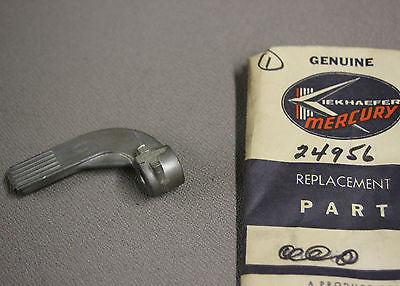 1
GENUINE
KIEKHAEFER
MERCURY
24956
REPLACEMENT
PART